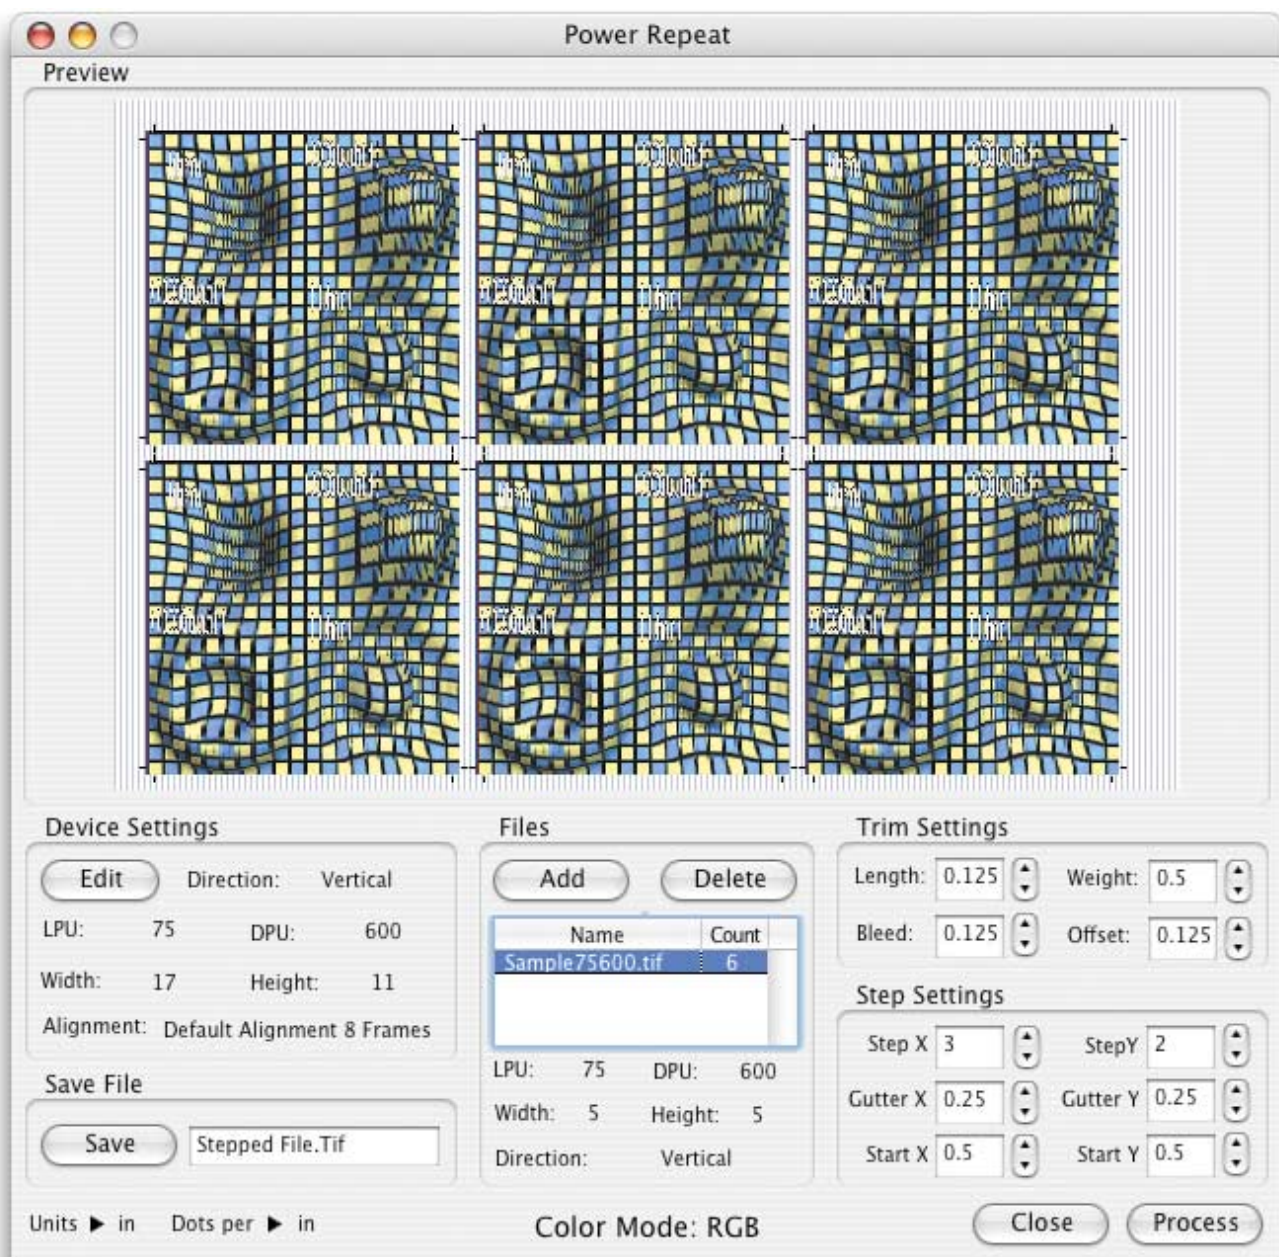 Power Repeat
Preview
Device Settings
Edit Direction: Vertical
LPU: 75 DPU: 600
Width: 17 Height: 11
Alignment: Default Alignment 8 Frames
Save File
Save Stepped File.Tif
Files
Add Delete
Name Count
Sample75600.tif 6
LPU: 75 DPU: 600
Width: 5 Height: 5
Direction: Vertical
Trim Settings
Length: 0.125 Weight: 0.5
Bleed: 0.125 Offset: 0.125
Step Settings
Step X 3 StepY 2
Gutter X 0.25 Gutter Y 0.25
Start X 0.5 Start Y 0.5
Units ▶ in Dots per ▶ in
Color Mode: RGB
Close Process